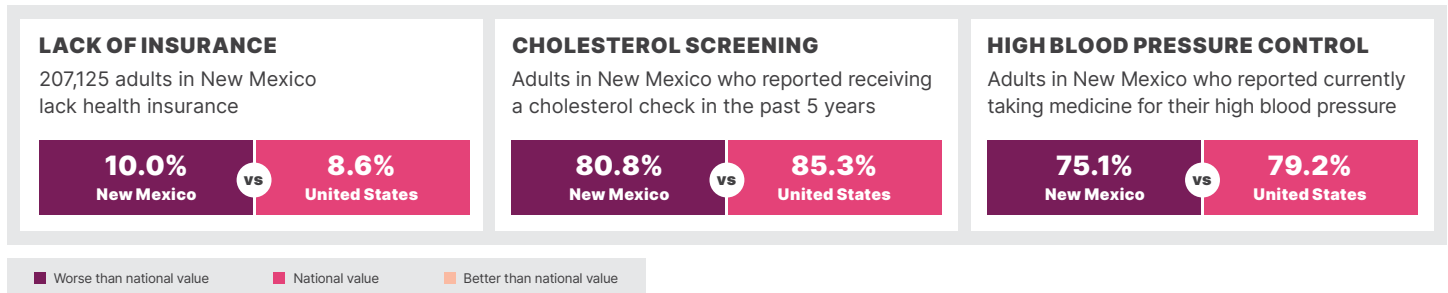 LACK OF INSURANCE
207,125 adults in New Mexico
lack health insurance
10.0%
New Mexico
vs
8.6%
United States
CHOLESTEROL SCREENING
Adults in New Mexico who reported receiving
a cholesterol check in the past 5 years
80.8%
New Mexico
vs
85.3%
United States
HIGH BLOOD PRESSURE CONTROL
Adults in New Mexico who reported currently
taking medicine for their high blood pressure
75.1%
New Mexico
vs
79.2%
United States
Worse than national value
National value
Better than national value